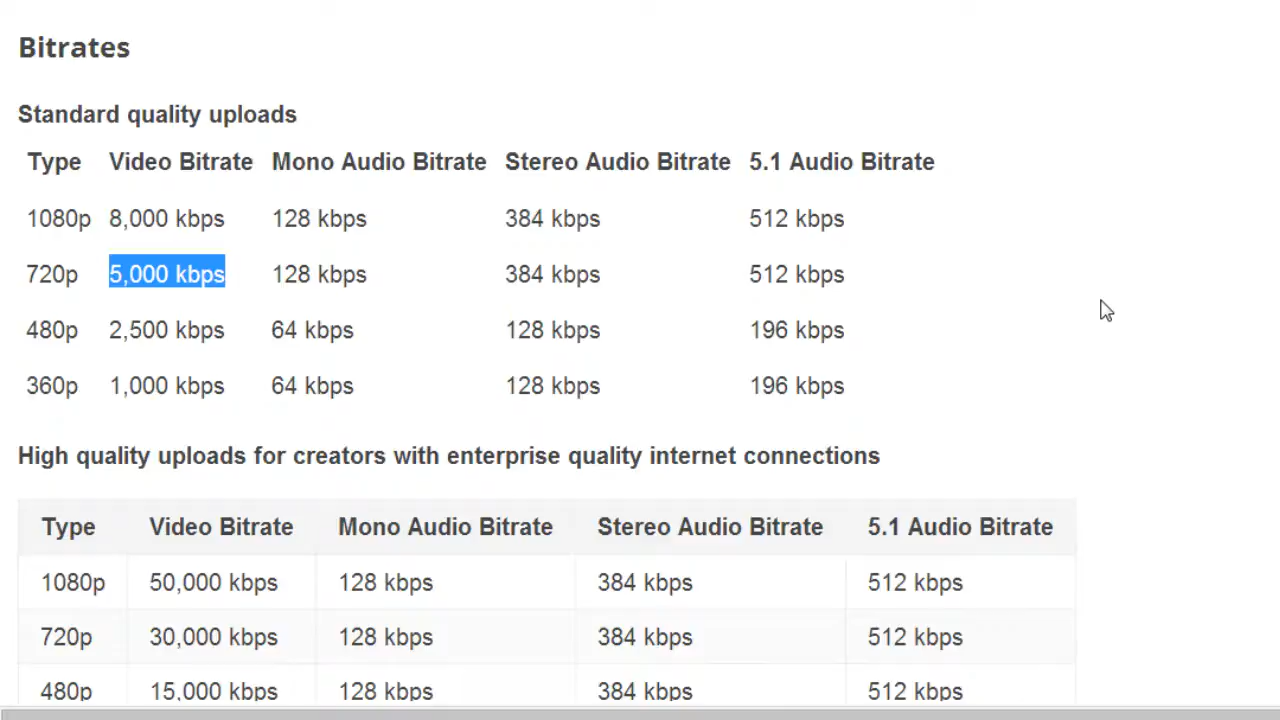 Bitrates
Standard quality uploads
Type Video Bitrate Mono Audio Bitrate Stereo Audio Bitrate 5.1 Audio Bitrate
1080p 8,000 kbps 128 kbps 384 kbps 512 kbps
720p 5,000 kbps 128 kbps 384 kbps 512 kbps
480p 2,500 kbps 64 kbps 128 kbps 196 kbps
360p 1,000 kbps 64 kbps 128 kbps 196 kbps
High quality uploads for creators with enterprise quality internet connections
Type Video Bitrate Mono Audio Bitrate Stereo Audio Bitrate 5.1 Audio Bitrate
1080p 50,000 kbps 128 kbps 384 kbps 512 kbps
720p 30,000 kbps 128 kbps 384 kbps 512 kbps
480p 15,000 kbps 128 kbps 384 kbps 512 kbps